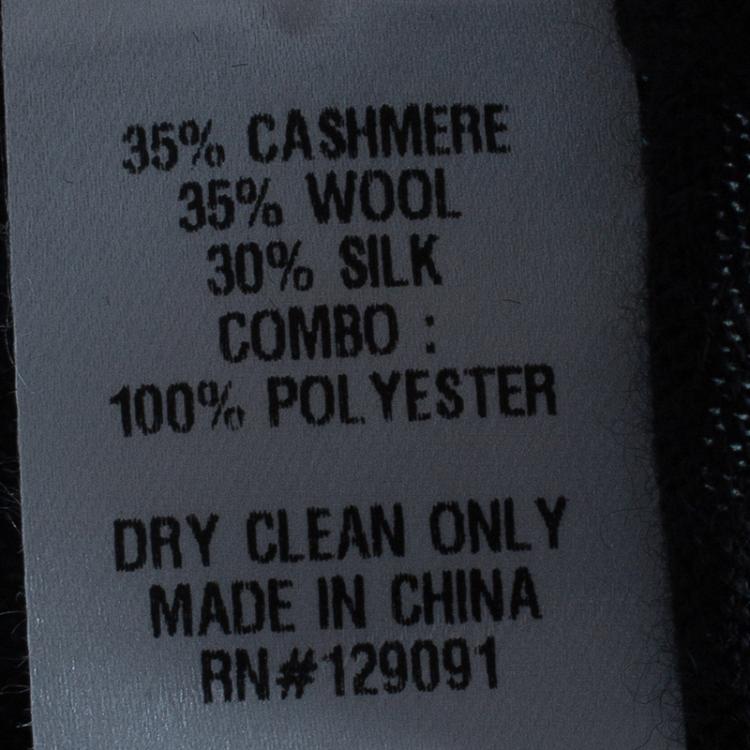 35% CASHMERE
35% WOOL
30% SILK
COMBO :
100% POLYESTER
DRY CLEAN ONLY
MADE IN CHINA
RN#129091